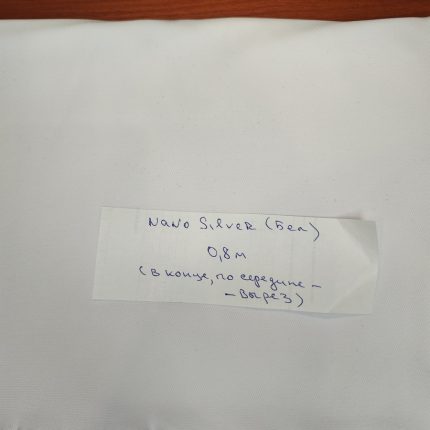 Nano Silver (Бел)
0,8 м
(в конце, по середине -
- вырез)